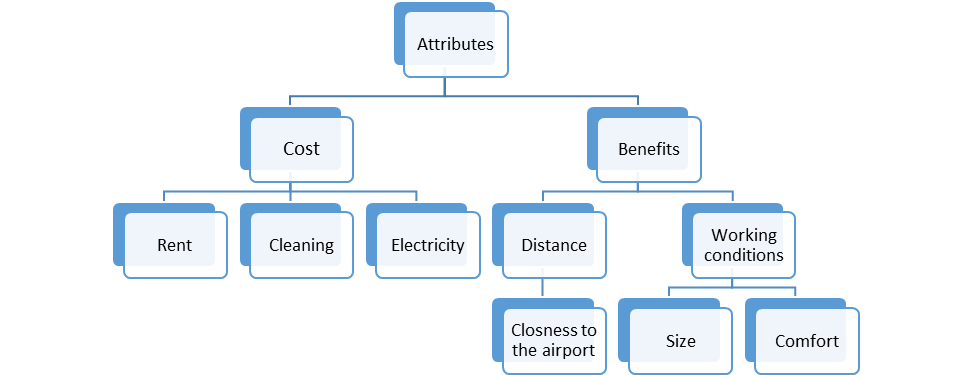 Attributes
Cost
Benefits
Rent
Cleaning
Electricity
Distance
Working
conditions
Closness to
the airport
Size
Comfort